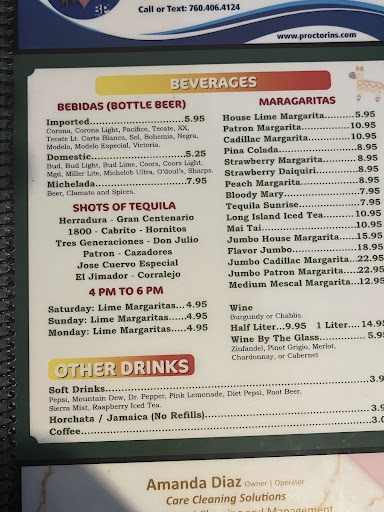 Call or Text: 760.406.4124
www.proctorins.com
BEVERAGES
BEBIDAS (BOTTLE BEER)
Imported..........5.95
Corona, Corona Light, Pacifico, Tecate, XX,
Tecate Lt. Carta Blanca, Sol, Bohemia, Negra,
Modelo, Modelo Especial, Victoria.
Domestic..........5.25
Bud, Bud Light, Bud Lime, Coors, Coors Light,
Mgd, Miller Lite, Michelob Ultra, O'doul's, Sharps.
Michelada..........7.95
Beer, Clamato and Spices.
SHOTS OF TEQUILA
Herradura - Gran Centenario
1800 - Cabrito - Hornitos
Tres Generaciones - Don Julio
Patron - Cazadores
Jose Cuervo Especial
El Jimador - Corralejo
4 PM TO 6 PM
Saturday: Lime Margaritas....4.95
Sunday: Lime Margaritas.....4.95
Monday: Lime Margaritas.....4.95
MARAGARITAS
House Lime Margarita..........5.95
Patron Margarita..........10.95
Cadillac Margarita..........10.95
Pina Colada..........8.95
Strawberry Margarita..........8.95
Strawberry Daiquiri..........8.95
Peach Margarita..........8.95
Bloody Mary..........7.95
Tequila Sunrise..........7.95
Long Island Iced Tea..........10.95
Mai Tai..........10.95
Jumbo House Margarita......15.95
Flavor Jumbo..........18.95
Jumbo Cadillac Margarita...22.95
Jumbo Patron Margarita.....22.95
Medium Mescal Margarita...12.95
Wine
Burgundy or Chablis.
Half Liter...9.95 1 Liter....14.95
Wine By The Glass..........5.95
Zinfandel, Pinot Grigio, Merlot,
Chardonnay, or Cabernet
OTHER DRINKS
Soft Drinks..........3.
Pepsi, Mountain Dew, Dr. Pepper, Pink Lemonade, Diet Pepsi, Root Beer,
Sierra Mist, Raspberry Iced Tea.
Horchata / Jamaica (No Refills)..........3.
Coffee..........3.
Amanda Diaz Owner | Operator
Care Cleaning Solutions
Cleaning and Management